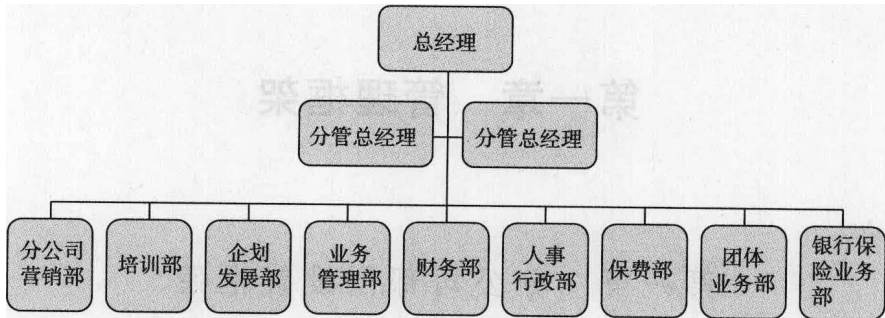 总经理
分管总经理
分管总经理
分公司
营销部
培训部
企划
发展部
业务
管理部
财务部
人事
行政部
保费部
团体
业务部
银行保
险业务
部